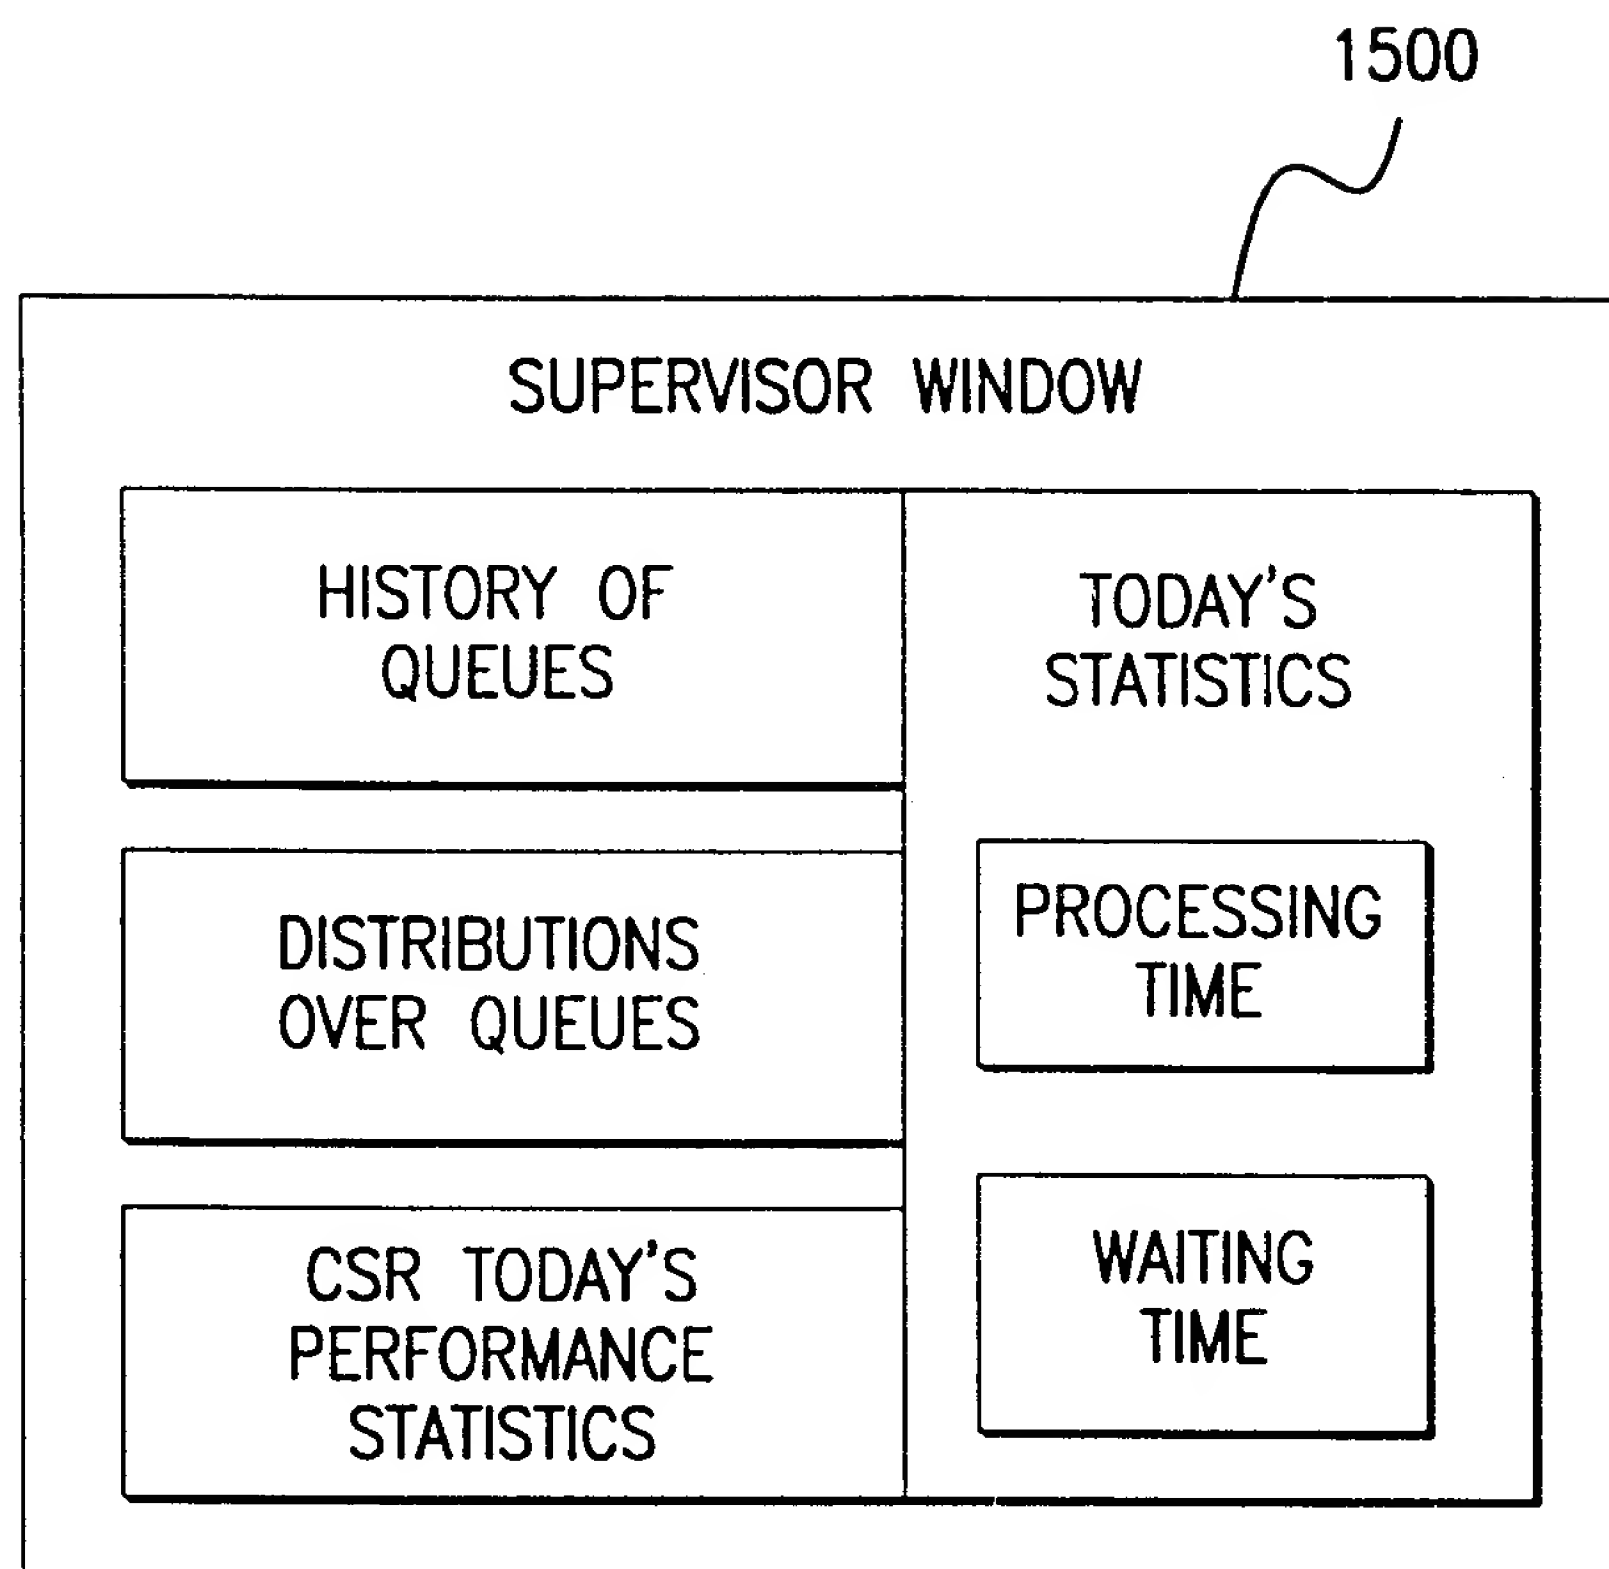 1500
SUPERVISOR WINDOW
HISTORY OF
QUEUES
DISTRIBUTIONS
OVER QUEUES
CSR TODAY'S
PERFORMANCE
STATISTICS
TODAY'S
STATISTICS
PROCESSING
TIME
WAITING
TIME